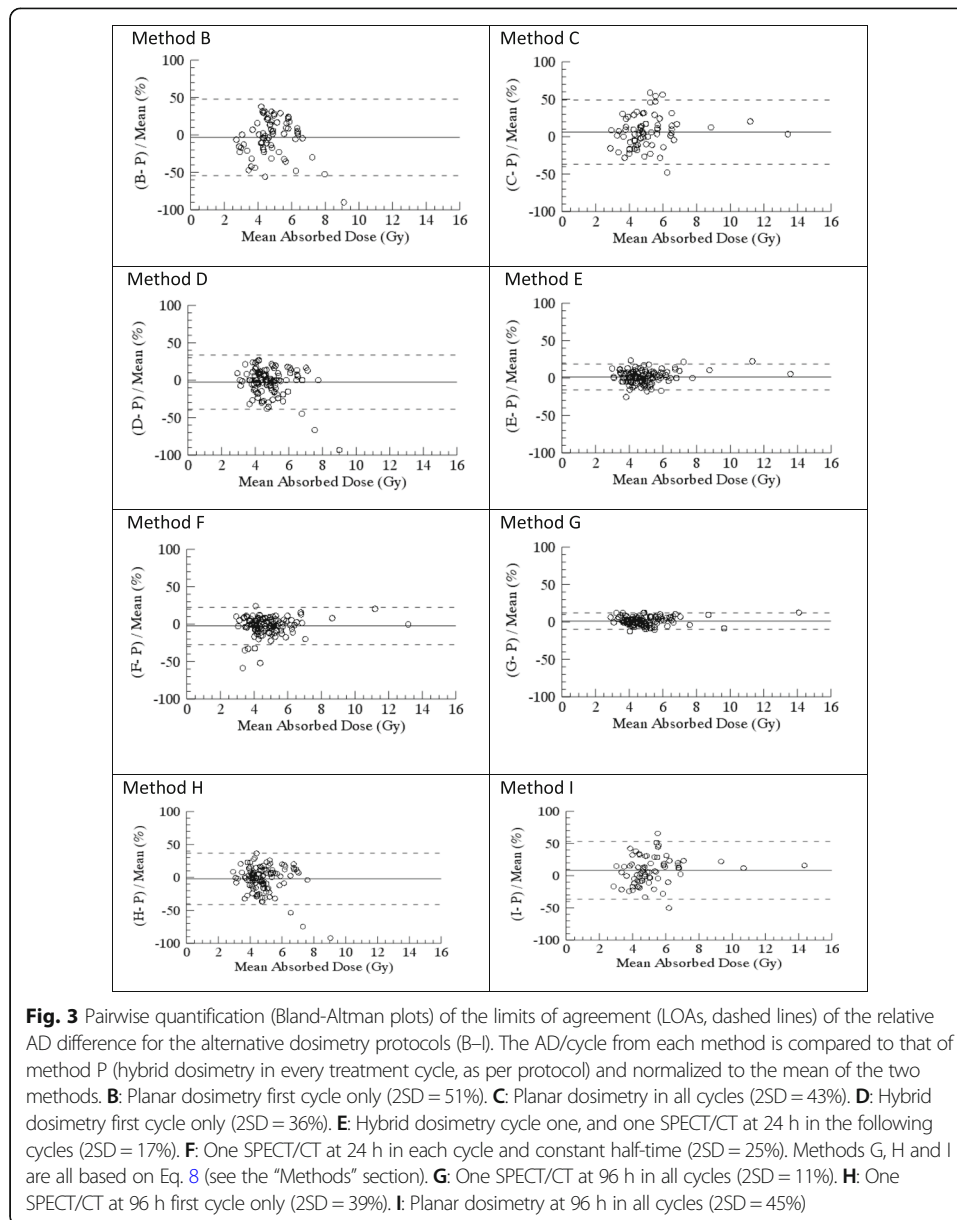 Method B
100
50
0
-50
-100
(B- P) / Mean (%)
0 2 4 6 8 10 12 14 16
Mean Absorbed Dose (Gy)
Method C
100
50
0
-50
-100
(C- P) / Mean (%)
0 2 4 6 8 10 12 14 16
Mean Absorbed Dose (Gy)
Method D
100
50
0
-50
-100
(D- P) / Mean (%)
0 2 4 6 8 10 12 14 16
Mean Absorbed Dose (Gy)
Method E
100
50
0
-50
-100
(E- P) / Mean (%)
0 2 4 6 8 10 12 14 16
Mean Absorbed Dose (Gy)
Method F
100
50
0
-50
-100
(F- P) / Mean (%)
0 2 4 6 8 10 12 14 16
Mean Absorbed Dose (Gy)
Method G
100
50
0
-50
-100
(G- P) / Mean (%)
0 2 4 6 8 10 12 14 16
Mean Absorbed Dose (Gy)
Method H
100
50
0
-50
-100
(H- P) / Mean (%)
0 2 4 6 8 10 12 14 16
Mean Absorbed Dose (Gy)
Method I
100
50
0
-50
-100
(I- P) / Mean (%)
0 2 4 6 8 10 12 14 16
Mean Absorbed Dose (Gy)
Fig. 3 Pairwise quantification (Bland-Altman plots) of the limits of agreement (LOAs, dashed lines) of the relative
AD difference for the alternative dosimetry protocols (B–I). The AD/cycle from each method is compared to that of
method P (hybrid dosimetry in every treatment cycle, as per protocol) and normalized to the mean of the two
methods. B: Planar dosimetry first cycle only (2SD = 51%). C: Planar dosimetry in all cycles (2SD = 43%). D: Hybrid
dosimetry first cycle only (2SD = 36%). E: Hybrid dosimetry cycle one, and one SPECT/CT at 24 h in the following
cycles (2SD = 17%). F: One SPECT/CT at 24 h in each cycle and constant half-time (2SD = 25%). Methods G, H and I
are all based on Eq. 8 (see the “Methods” section). G: One SPECT/CT at 96 h in all cycles (2SD = 11%). H: One
SPECT/CT at 96 h first cycle only (2SD = 39%). I: Planar dosimetry at 96 h in all cycles (2SD = 45%)